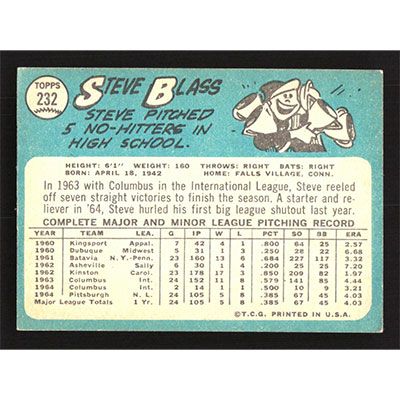 TOPPS
232
STEVE BLASS
STEVE PITCHED
5 NO-HITTERS IN
HIGH SCHOOL.
HEIGHT: 6'1" WEIGHT: 160 THROWS: RIGHT BATS: RIGHT
BORN: APRIL 18, 1942 HOME: FALLS VILLAGE, CONN.
In 1963 with Columbus in the International League, Steve reeled
off seven straight victories to finish the season. A starter and re-
liever in '64, Steve hurled his first big league shutout last year.
COMPLETE MAJOR AND MINOR LEAGUE PITCHING RECORD
YEAR TEAM LEA. G IP W L PCT SO BB ERA
1960 Kingsport Appal. 7 42 4 1 .800 64 25 2.57
1960 Dubuque Midwest 5 31 1 3 .250 28 22 6.68
1961 Batavia N.Y.-Penn. 23 160 13 6 .684 227 117 3.32
1962 Asheville Sally 6 30 1 25 25 7.20
1962 Kinston Carol. 23 178 17 3 209 82 1.97
1963 Columbus Int. 24 11 8 .579 141 85 4.44
1964 Columbus Int. 2 14 1 1 .500 9 3
1964 Pittsburgh N. L. 24 105 5 8 .385 67 45 4.03
Major League Totals 1 Yr. 24 105 5 8 .385 67 45 4.03
©T.C.G. PRINTED IN U.S.A.